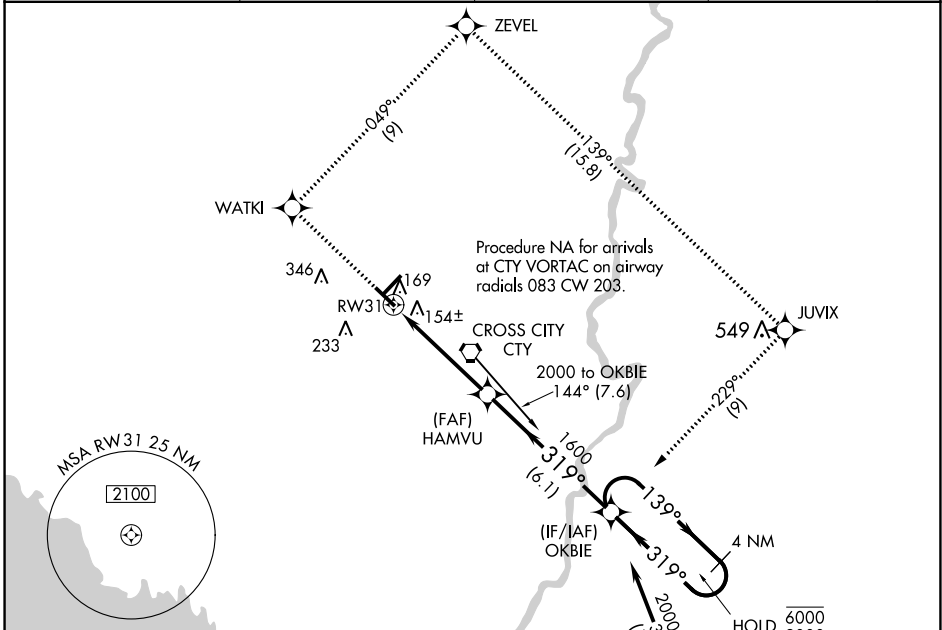 ZEVEL
049°
(9)
139°
(15.8)
WATKI
Procedure NA for arrivals
at CTY VORTAC on airway
radials 083 CW 203.
346
169
RW31
154±
233
JUVIX
549
CROSS CITY
CTY
2000 to OKBIE
144° (7.6)
229°
(9)
(FAF)
HAMVU
1600
319°
(6.1)
MSA RW31 25 NM
2100
139°
(IF/IAF)
OKBIE
4 NM
319°
2000
HOLD
6000